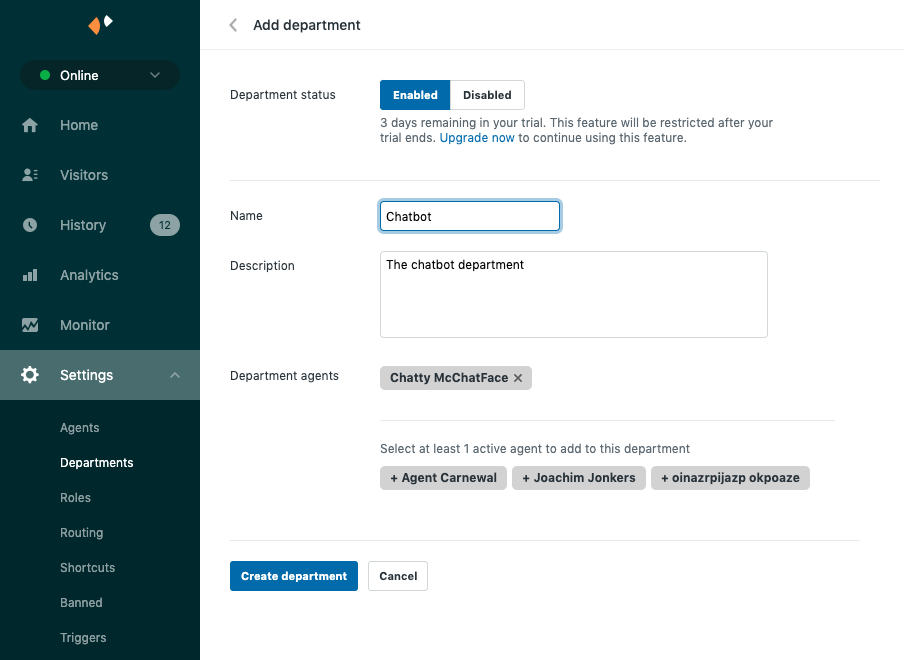 Online
Home
Visitors
History
12
Analytics
Monitor
Settings
Agents
Departments
Roles
Routing
Shortcuts
Banned
Triggers
Add department
Department status
Enabled
Disabled
3 days remaining in your trial. This feature will be restricted after your
trial ends. Upgrade now to continue using this feature.
Name
Chatbot
Description
The chatbot department
Department agents
Chatty McChatFace ×
Select at least 1 active agent to add to this department
+ Agent Carnewal
+ Joachim Jonkers
+ oinazrpijazp okpoaze
Create department
Cancel